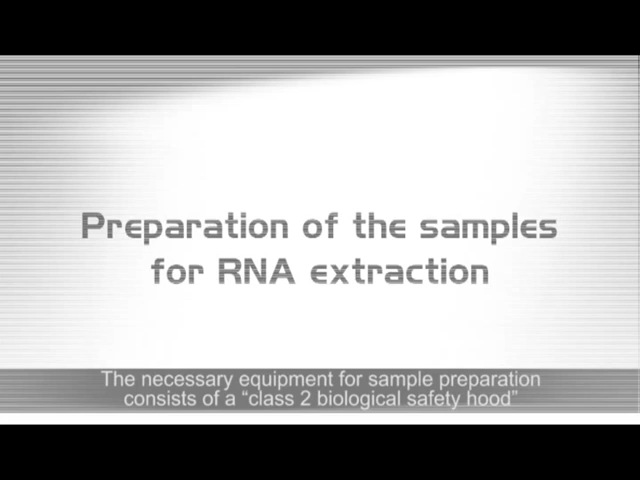 Preparation of the samples
for RNA extraction
The necessary equipment for sample preparation
consists of a “class 2 biological safety hood”